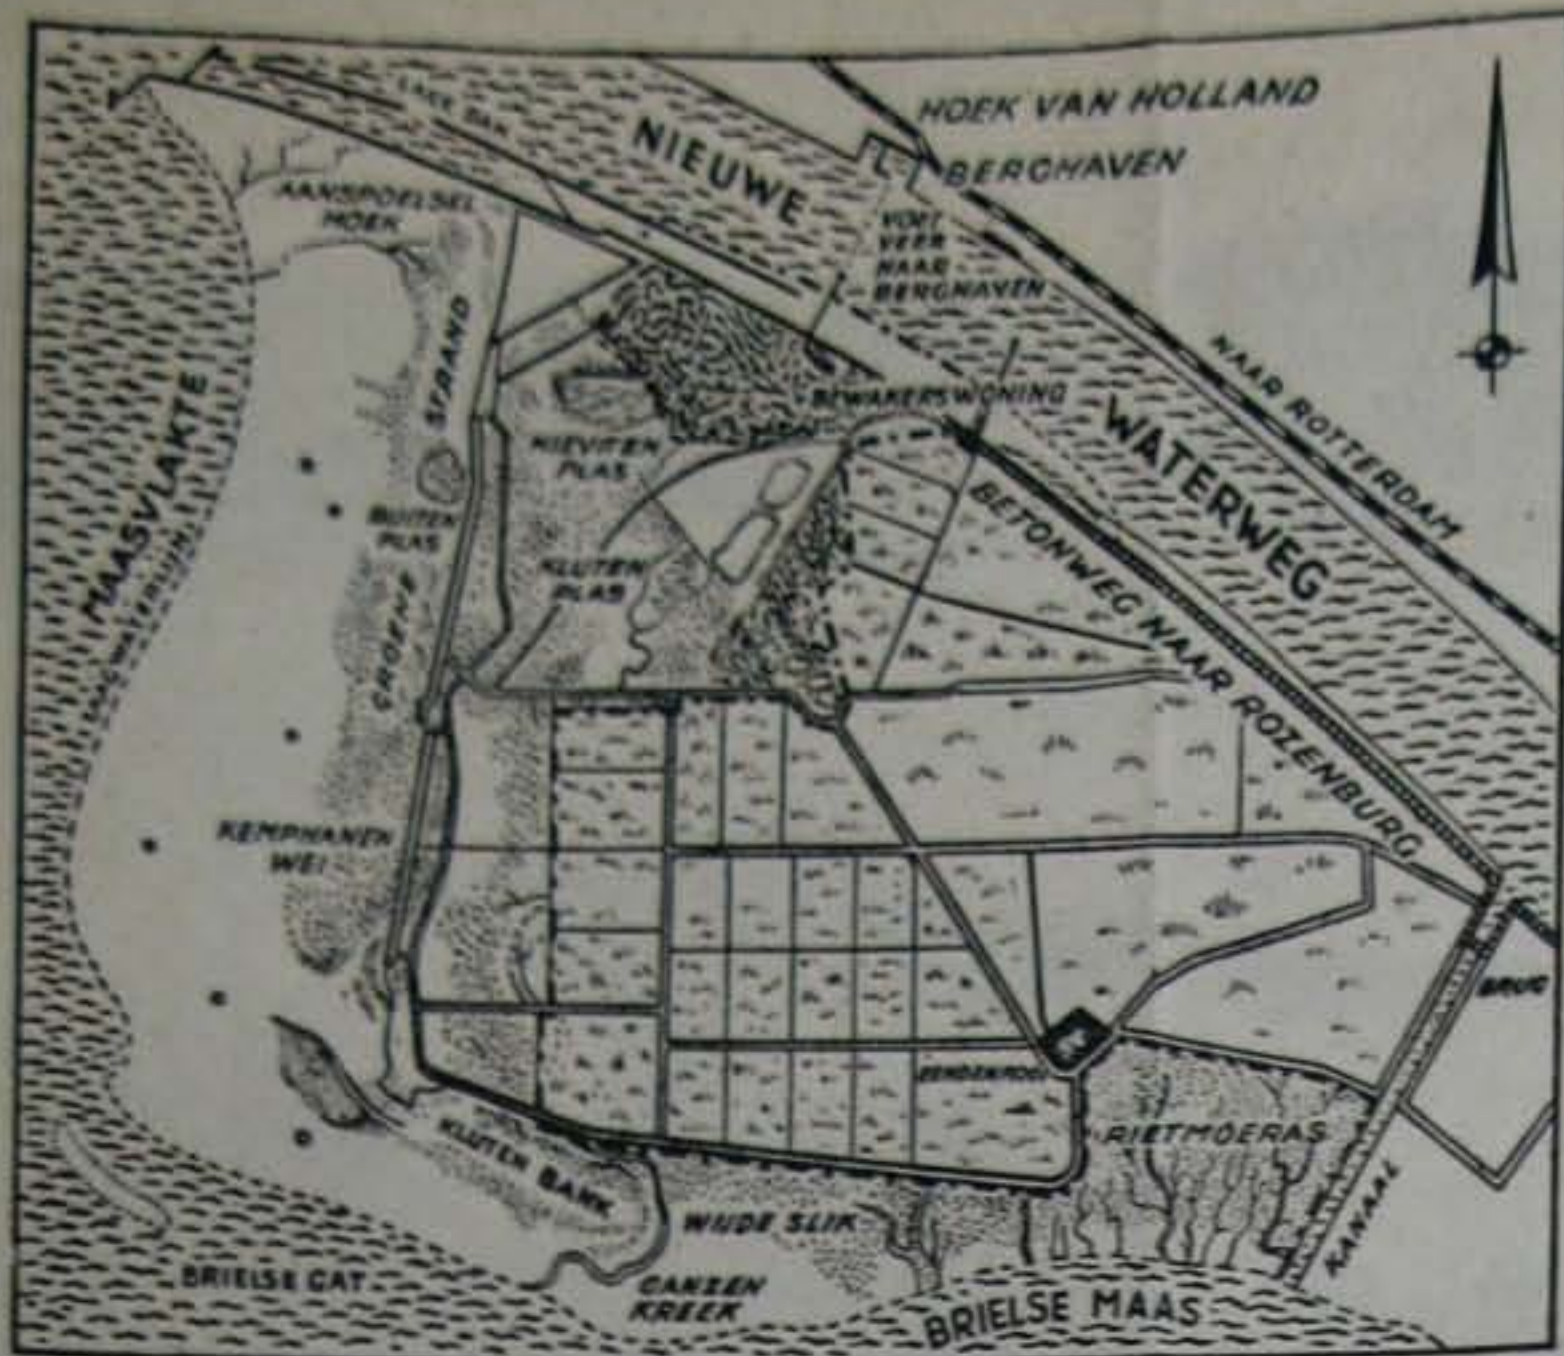 HOEK VAN HOLLAND
BERGHAVEN
NIEUWE
VOET
VEER
NAAR
BERGHAVEN
AANSPOELSEL
HOEK
STRAND
NAAR ROTTERDAM
BEWAKERSWONING
WATERWEG
KIEVITEN
PLAS
MAASVLAKTE
BUITEN
PLAS
KLUTEN
PLAS
BETONWEG NAAR ROZENBURG
GROENE
KEMPHANEN
WEI
BRUG
EENDENKOOI
RIETMOERAS
KLUTEN BANK
WIJDE SLIK
KANAAL
BRIELSE GAT
GANZEN
KREEK
BRIELSE MAAS